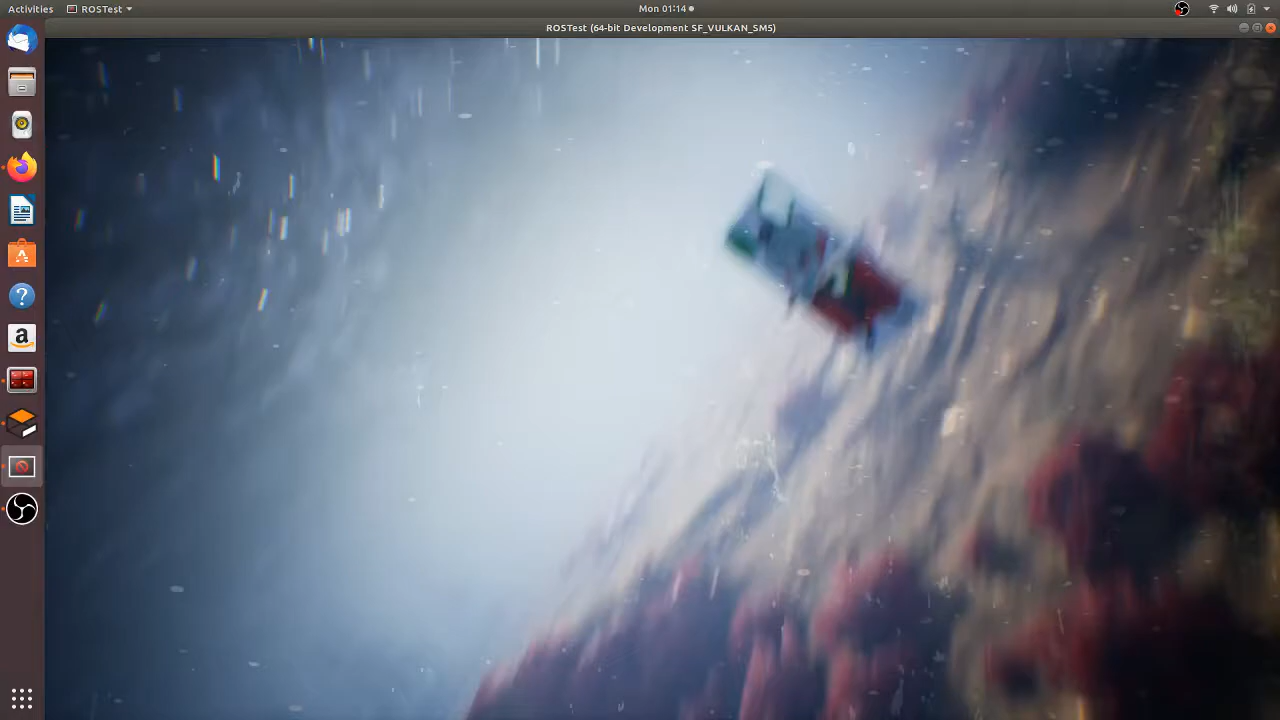 Activities
ROSTest
Mon 01:14
ROSTest (64-bit Development SF_VULKAN_SM5)